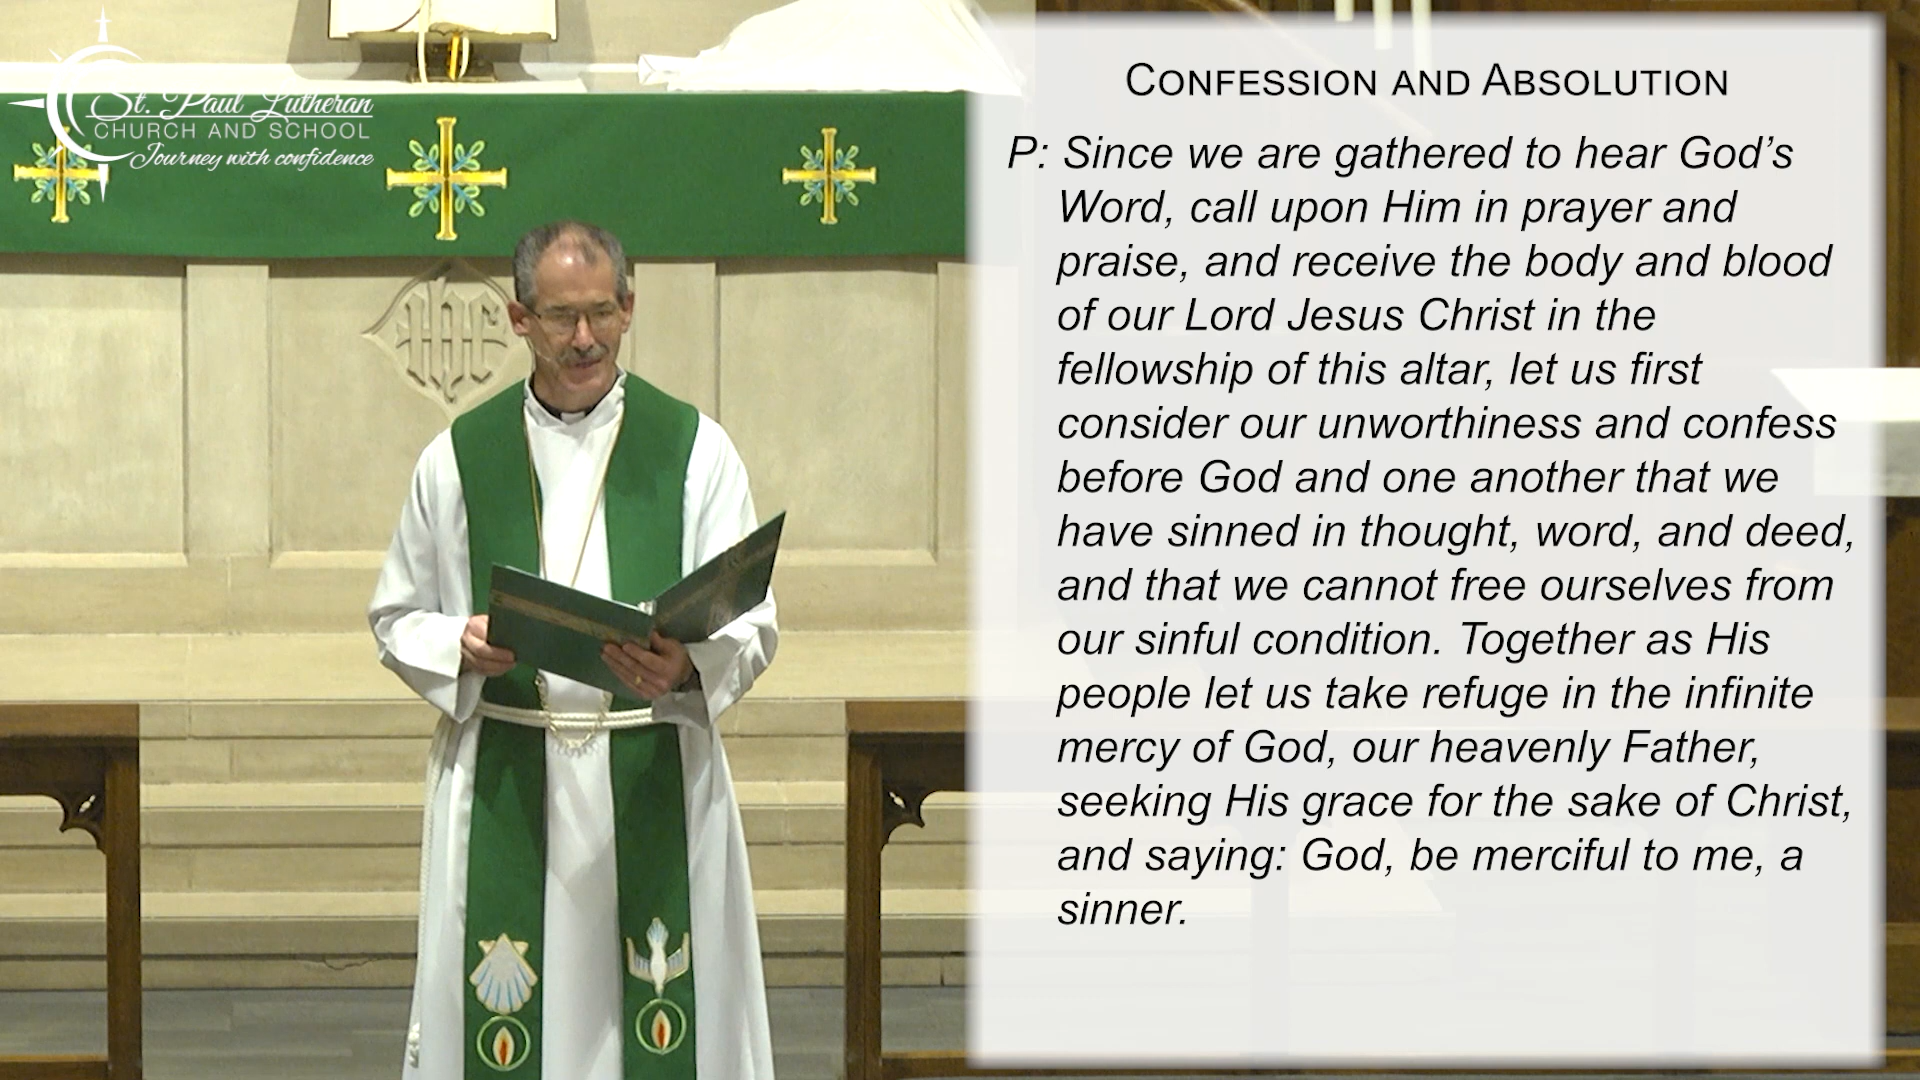 St. Paul Lutheran
CHURCH AND SCHOOL
Journey with confidence
CONFESSION AND ABSOLUTION
P: Since we are gathered to hear God’s
Word, call upon Him in prayer and
praise, and receive the body and blood
of our Lord Jesus Christ in the
fellowship of this altar, let us first
consider our unworthiness and confess
before God and one another that we
have sinned in thought, word, and deed,
and that we cannot free ourselves from
our sinful condition. Together as His
people let us take refuge in the infinite
mercy of God, our heavenly Father,
seeking His grace for the sake of Christ,
and saying: God, be merciful to me, a
sinner.